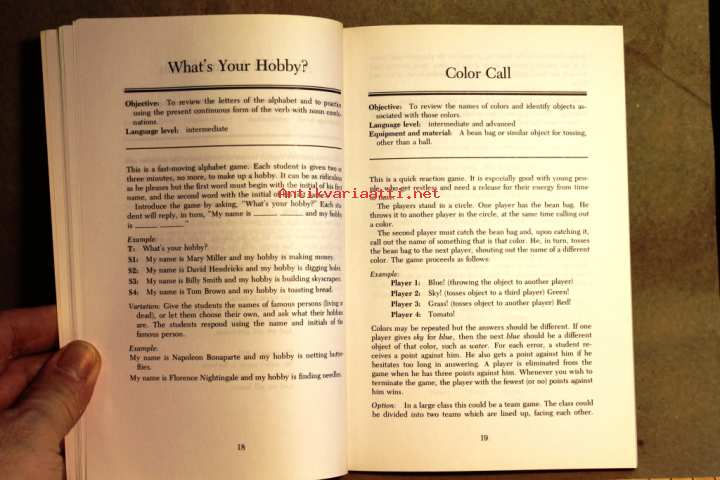 What's Your Hobby?
Objective: To review the letters of the alphabet and to practice
using the present continuous form of the verb with noun combi-
nations.
Language level: intermediate
This is a fast-moving alphabet game. Each student is given two or
three minutes, no more, to make up a hobby. It can be as ridiculous
as he pleases but the first word must begin with the initial of his first
name, and the second word with the initial of his
Introduce the game by asking, "What's your hobby?" Each stu-
dent will reply, in turn, "My name is ______ ______ and my hobby
is ______ ______."
Example:
T: What's your hobby?
S1: My name is Mary Miller and my hobby is making money.
S2: My name is David Hendricks and my hobby is digging holes.
S3: My name is Billy Smith and my hobby is building skyscrapers.
S4: My name is Tom Brown and my hobby is toasting bread.
Variation: Give the students the names of famous persons (living or
dead), or let them choose their own, and ask what their hobbies
are. The students respond using the name and initials of the
famous person.
Example:
My name is Napoleon Bonaparte and my hobby is netting butter-
flies.
My name is Florence Nightingale and my hobby is finding needles.
18
Color Call
Objective: To review the names of colors and identify objects as-
sociated with those colors.
Language level: intermediate and advanced
Equipment and material: A bean bag or similar object for tossing,
other than a ball.
This is a quick reaction game. It is especially good with young peo-
ple who get restless and need a release for their energy from time
to time.
The players stand in a circle. One player has the bean bag. He
throws it to another player in the circle, at the same time calling out
a color.
The second player must catch the bean bag and, upon catching it,
call out the name of something that is that color. He, in turn, tosses
the bean bag to the next player, shouting out the name of a different
color. The game proceeds as follows:
Example:
Player 1: Blue! (throwing the object to another player)
Player 2: Sky! (tosses object to a third player) Green!
Player 3: Grass! (tosses object to another player) Red!
Player 4: Tomato!
Colors may be repeated but the answers should be different. If one
player gives sky for blue, then the next blue should be a different
object of that color, such as water. For each error, a student re-
ceives a point against him. He also gets a point against him if he
hesitates too long in answering. A player is eliminated from the
game when he has three points against him. Whenever you wish to
terminate the game, the player with the fewest (or no) points against
him wins.
Option: In a large class this could be a team game. The class could
be divided into two teams which are lined up, facing each other.
19
Antikvariaatti.net